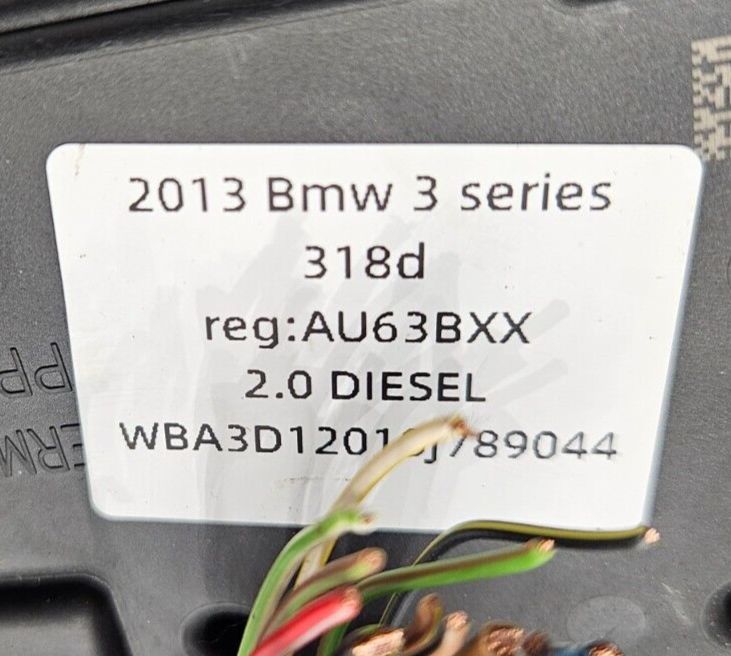 2013 Bmw 3 series
318d
reg:AU63BXX
2.0 DIESEL